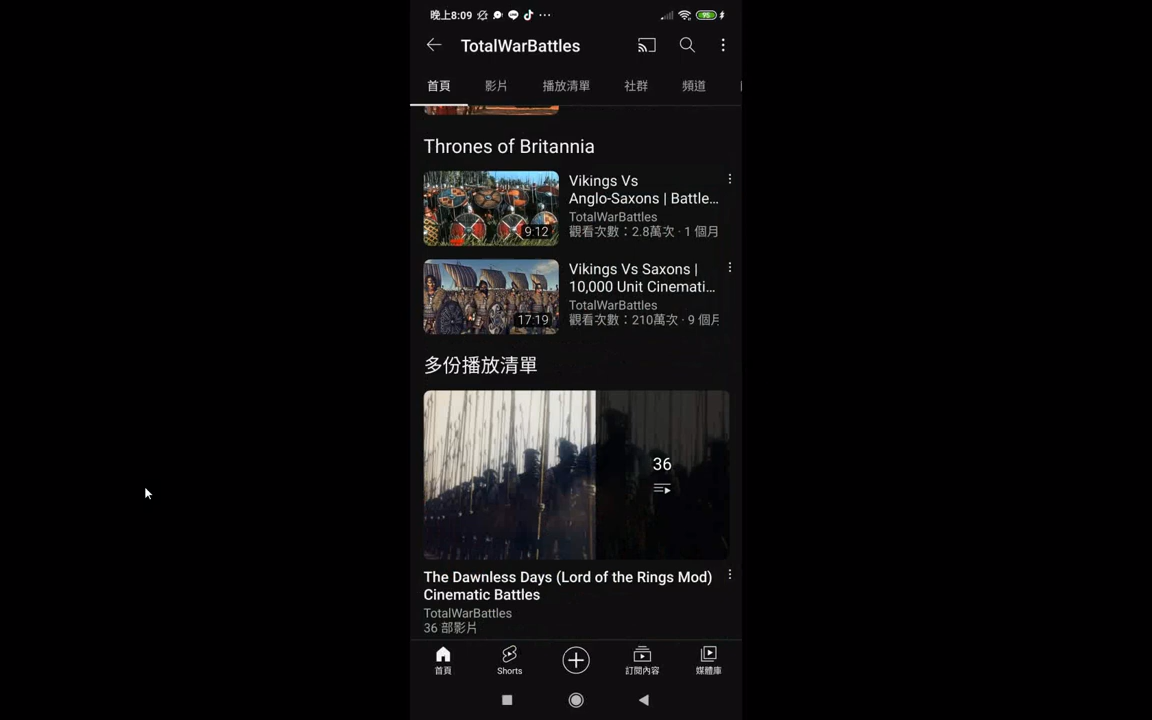 晚上8:09
95
TotalWarBattles
首頁 影片 播放清單 社群 頻道
Thrones of Britannia
Vikings Vs
Anglo-Saxons | Battle...
TotalWarBattles
觀看次數：2.8萬次 · 1 個月
9:12
Vikings Vs Saxons |
10,000 Unit Cinemati...
TotalWarBattles
觀看次數：210萬次 · 9 個月
17:19
多份播放清單
36
The Dawnless Days (Lord of the Rings Mod)
Cinematic Battles
TotalWarBattles
36 部影片
首頁 Shorts 訂閱內容 媒體庫